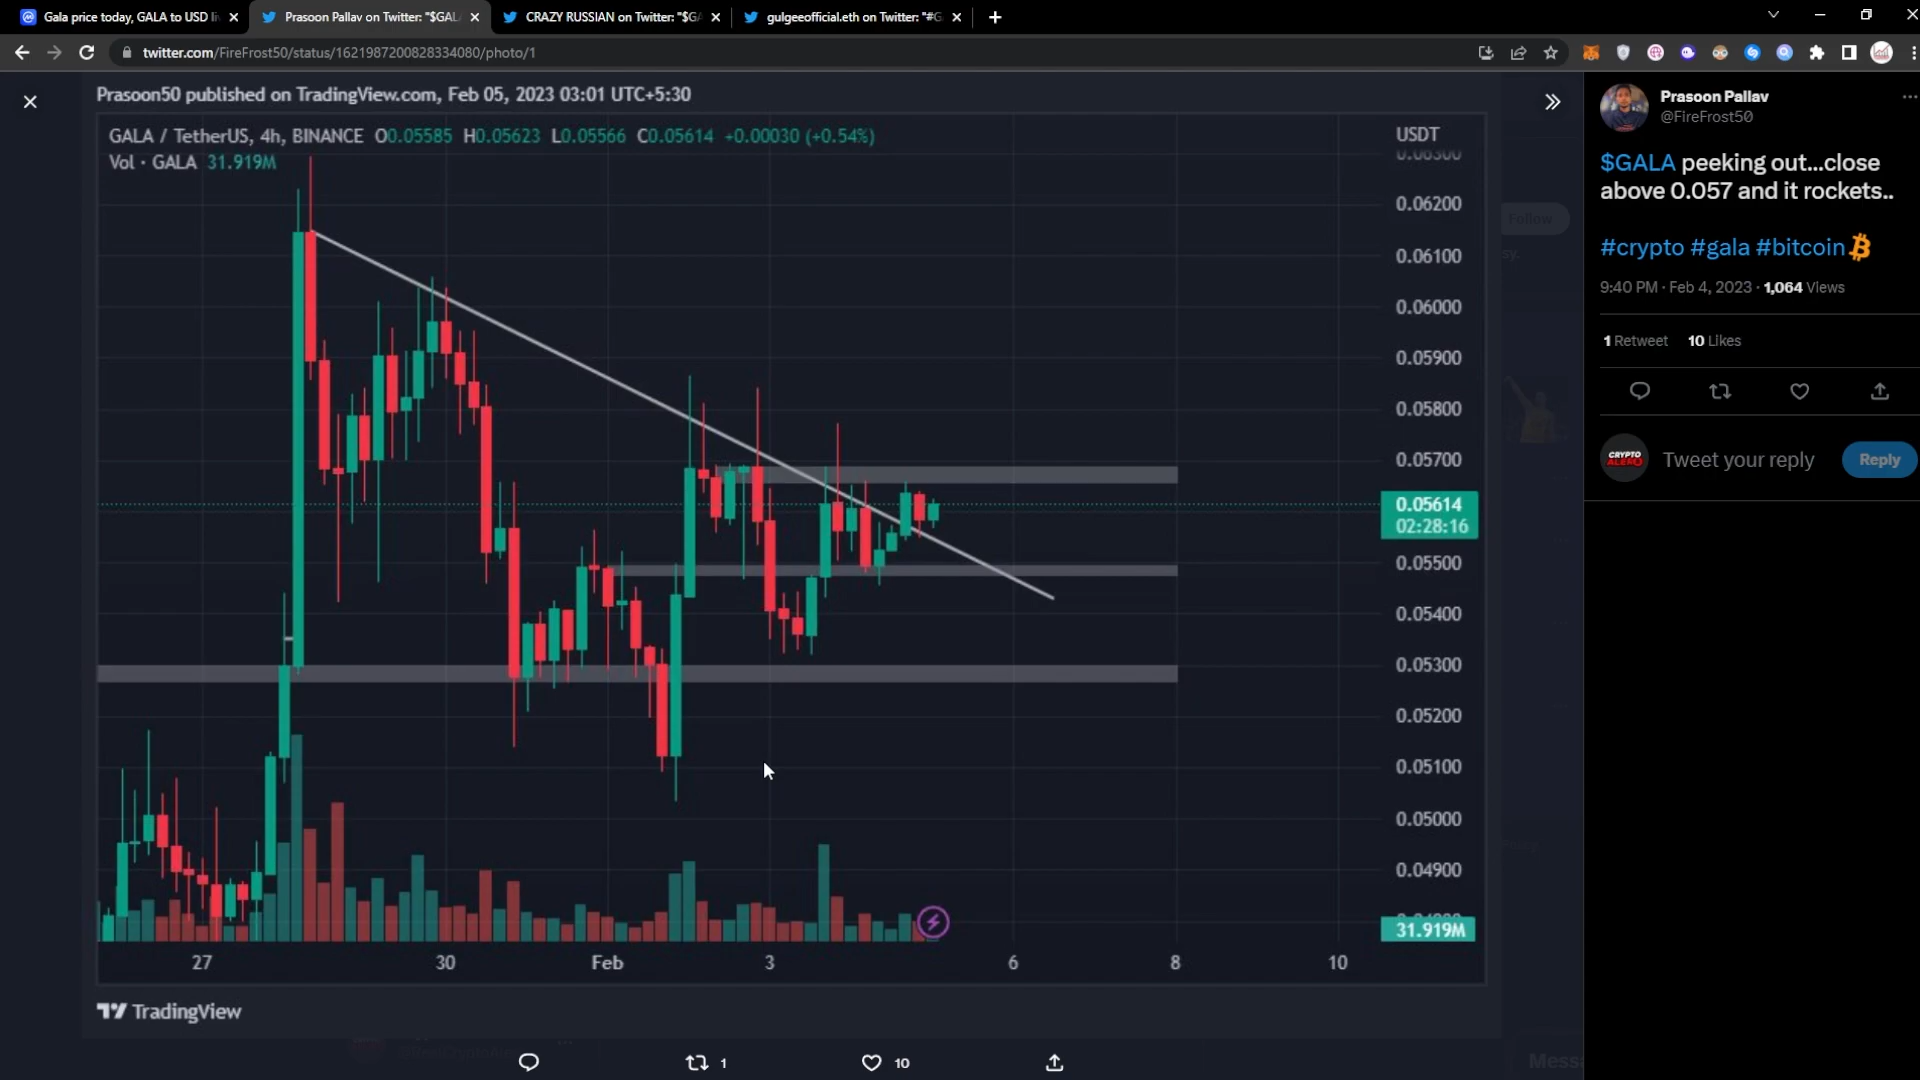 Gala price today, GALA to USD li
Prasoon Pallav on Twitter: "$GAL
CRAZY RUSSIAN on Twitter: "$G
gulgeeofficial.eth on Twitter: "#G
twitter.com/FireFrost50/status/1621987200828334080/photo/1
Prasoon50 published on TradingView.com, Feb 05, 2023 03:01 UTC+5:30
GALA / TetherUS, 4h, BINANCE O0.05585 H0.05623 L0.05566 C0.05614 +0.00030 (+0.54%)
Vol · GALA 31.919M
USDT
0.06300
0.06200
0.06100
0.06000
0.05900
0.05800
0.05700
0.05614
02:28:16
0.05500
0.05400
0.05300
0.05200
0.05100
0.05000
0.04900
31.919M
27 30 Feb 3 6 8 10
TradingView
1 10
Prasoon Pallav
@FireFrost50
$GALA peeking out...close
above 0.057 and it rockets..
#crypto #gala #bitcoin
9:40 PM · Feb 4, 2023 · 1,064 Views
1 Retweet 10 Likes
CRYPTO
ALERO
Tweet your reply
Reply
Follow
Messa